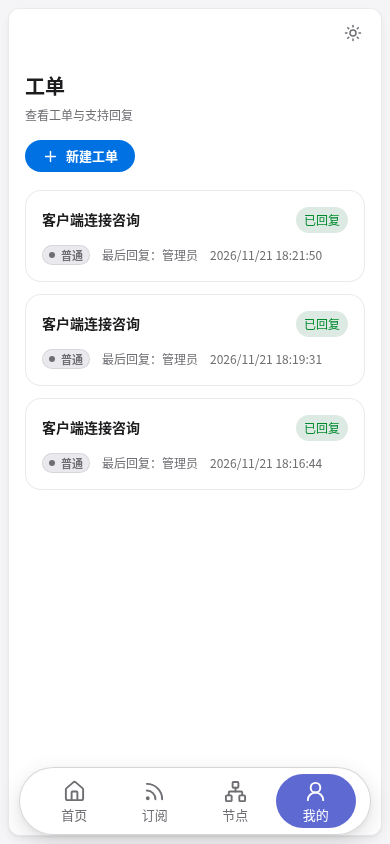 工单
查看工单与支持回复
新建工单
客户端连接咨询 已回复
普通 最后回复：管理员 2026/11/21 18:21:50
客户端连接咨询 已回复
普通 最后回复：管理员 2026/11/21 18:19:31
客户端连接咨询 已回复
普通 最后回复：管理员 2026/11/21 18:16:44
首页 订阅 节点 我的